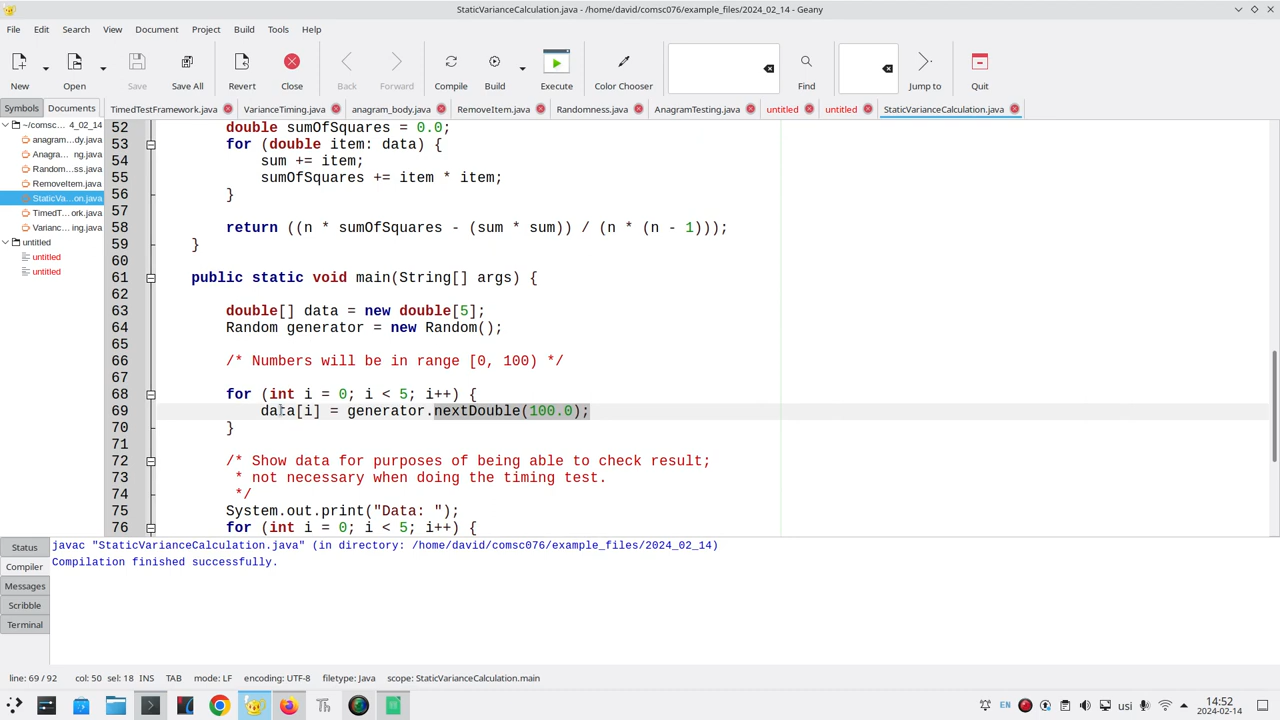 StaticVarianceCalculation.java - /home/david/comsc076/example_files/2024_02_14 - Geany
File Edit Search View Document Project Build Tools Help
New Open Save Save All Revert Close Back Forward Compile Build Execute Color Chooser Find Jump to Quit
Symbols Documents TimedTestFramework.java VarianceTiming.java anagram_body.java RemoveItem.java Randomness.java AnagramTesting.java untitled untitled StaticVarianceCalculation.java
~/comsc... 4_02_14
anagram...dy.java
Anagra... ng.java
Random...ss.java
RemoveItem.java
StaticVa...on.java
TimedT...ork.java
Varianc...ing.java
untitled
untitled
untitled
52 double sumOfSquares = 0.0;
53 for (double item: data) {
54 sum += item;
55 sumOfSquares += item * item;
56 }
57
58 return ((n * sumOfSquares - (sum * sum)) / (n * (n - 1)));
59 }
60
61 public static void main(String[] args) {
62
63 double[] data = new double[5];
64 Random generator = new Random();
65
66 /* Numbers will be in range [0, 100) */
67
68 for (int i = 0; i < 5; i++) {
69 data[i] = generator.nextDouble(100.0);
70 }
71
72 /* Show data for purposes of being able to check result;
73 * not necessary when doing the timing test.
74 */
75 System.out.print("Data: ");
76 for (int i = 0; i < 5; i++) {
Status
Compiler
Messages
Scribble
Terminal
javac "StaticVarianceCalculation.java" (in directory: /home/david/comsc076/example_files/2024_02_14)
Compilation finished successfully.
line: 69 / 92 col: 50 sel: 18 INS TAB mode: LF encoding: UTF-8 filetype: Java scope: StaticVarianceCalculation.main
Th EN usi 14:52
2024-02-14